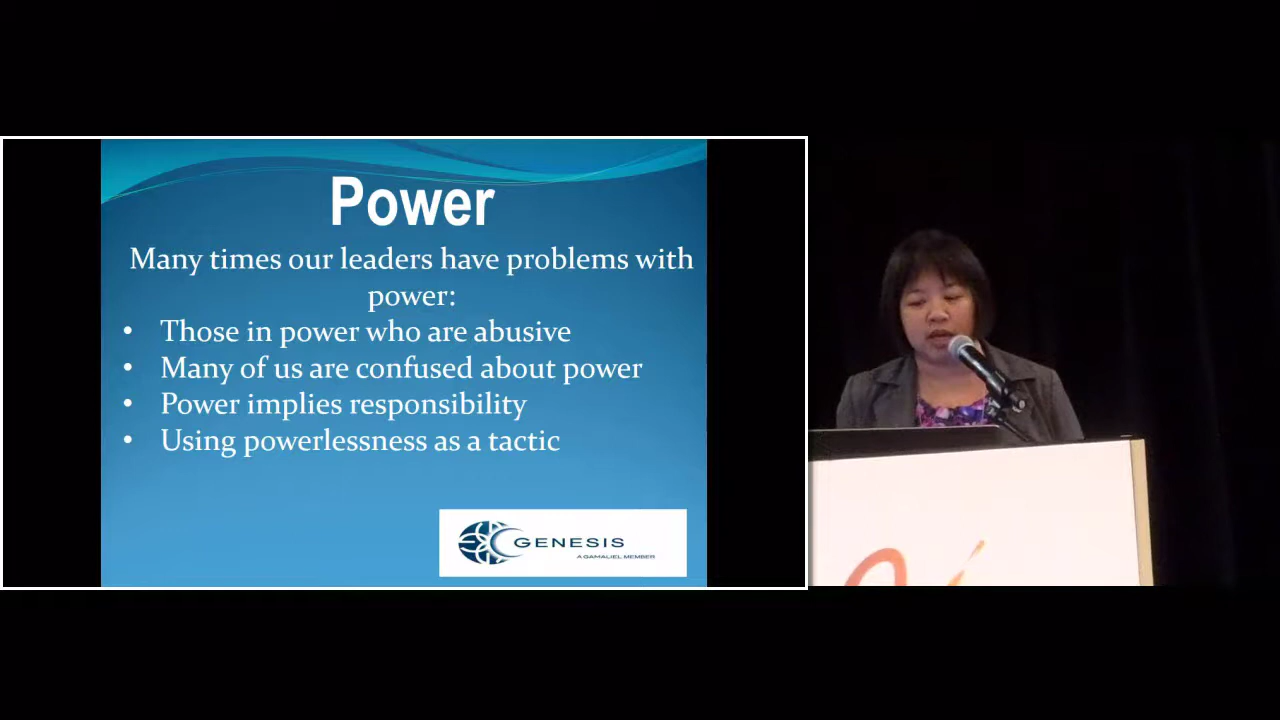 Power
Many times our leaders have problems with
power:
• Those in power who are abusive
• Many of us are confused about power
• Power implies responsibility
• Using powerlessness as a tactic
GENESIS
A GAMALIEL MEMBER